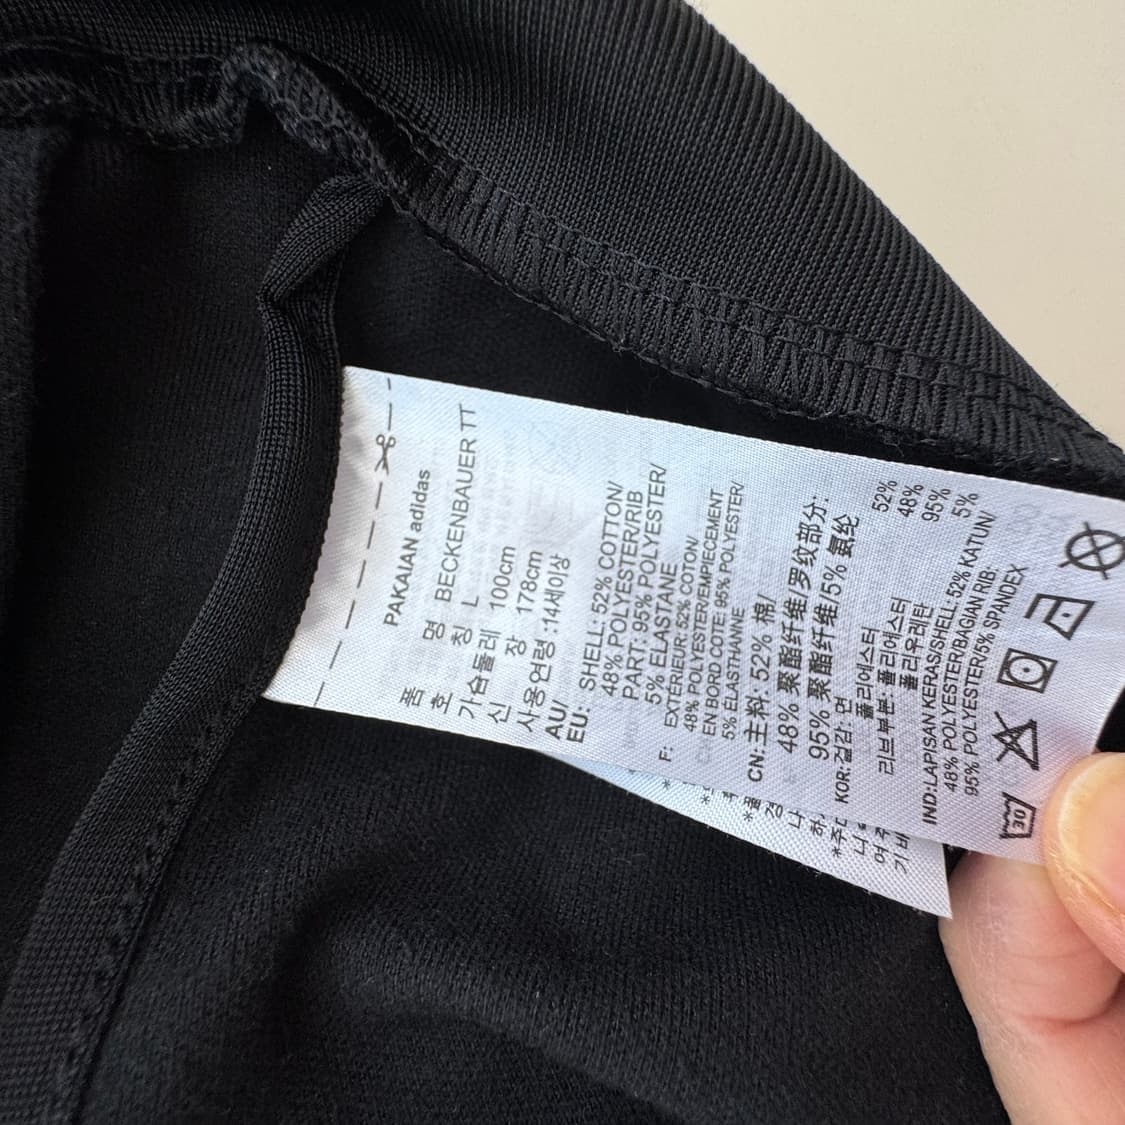 PAKAIAN adidas
품 명 BECKENBAUER TT
호 칭 L
가슴둘레 100cm
신 장 178cm
사용연령 :14세이상
AU/
EU: SHELL: 52% COTTON/
48% POLYESTER/RIB
PART: 95% POLYESTER/
5% ELASTANE
F: EXTERIEUR: 52% COTON/
48% POLYESTER/EMPIECEMENT
EN BORD COTE: 95% POLYESTER/
5% ELASTHANNE
CN: 主料: 52% 棉/
48% 聚酯纤维/罗纹部分:
95% 聚酯纤维/5% 氨纶
KOR:겉감: 면 52%
폴리에스터 48%
리브부분: 폴리에스터 95%
폴리우레탄 5%
IND:LAPISAN KERAS/SHELL: 52% KATUN/
48% POLYESTER/BAGIAN RIB:
95% POLYESTER/5% SPANDEX
30